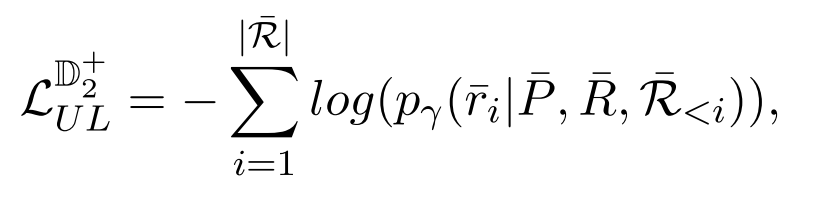 $\mathcal{L}_{UL}^{\mathbb{D}_2^+} = -\sum_{i=1}^{|\bar{\mathcal{R}}|} log(p_\gamma(\bar{r}_i|\bar{P}, \bar{R}, \bar{\mathcal{R}}_{<i})),$